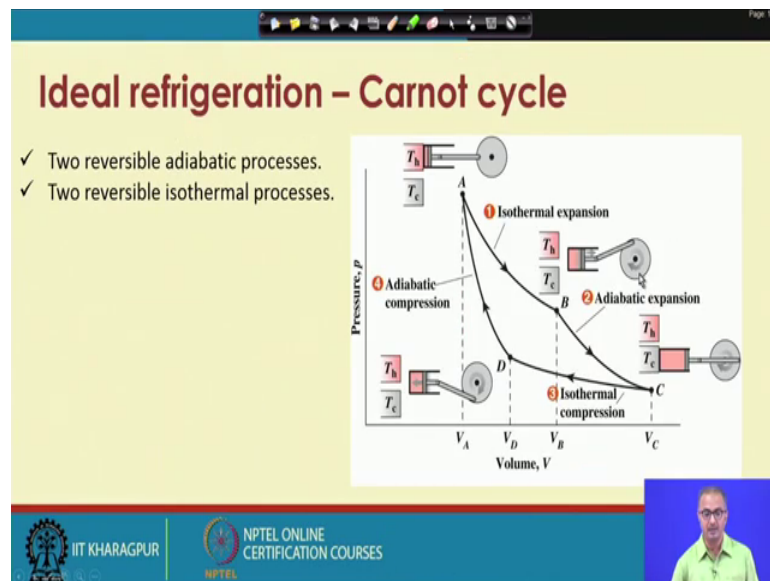 Page:
Ideal refrigeration – Carnot cycle
✓ Two reversible adiabatic processes.
✓ Two reversible isothermal processes.
Pressure, p
Th
Tc
A
1 Isothermal expansion
Th
Tc
B
2 Adiabatic expansion
4 Adiabatic
compression
Th
Tc
C
D
Th
Tc
3 Isothermal
compression
VA VD VB VC
Volume, V
IIT KHARAGPUR
NPTEL
NPTEL ONLINE
CERTIFICATION COURSES